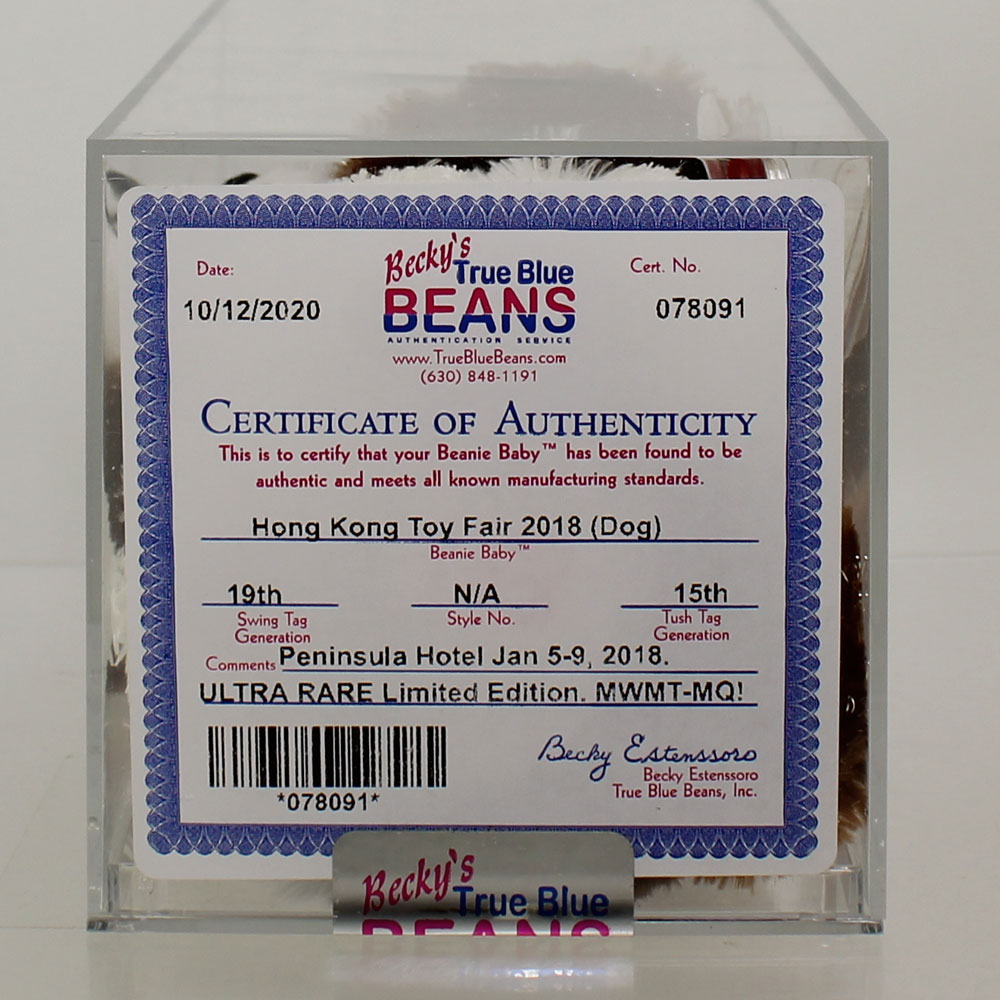 Date:
10/12/2020
Becky's
True Blue
BEANS
AUTHENTICATION SERVICE
www.TrueBlueBeans.com
(630) 848-1191
Cert. No.
078091
CERTIFICATE OF AUTHENTICITY
This is to certify that your Beanie Baby™ has been found to be
authentic and meets all known manufacturing standards.
Hong Kong Toy Fair 2018 (Dog)
Beanie Baby™
19th N/A 15th
Swing Tag Style No. Tush Tag
Generation Generation
Comments Peninsula Hotel Jan 5-9, 2018.
ULTRA RARE Limited Edition. MWMT-MQ!
*078091*
Becky Estenssoro
Becky Estenssoro
True Blue Beans, Inc.
Becky's
True Blue
BEANS